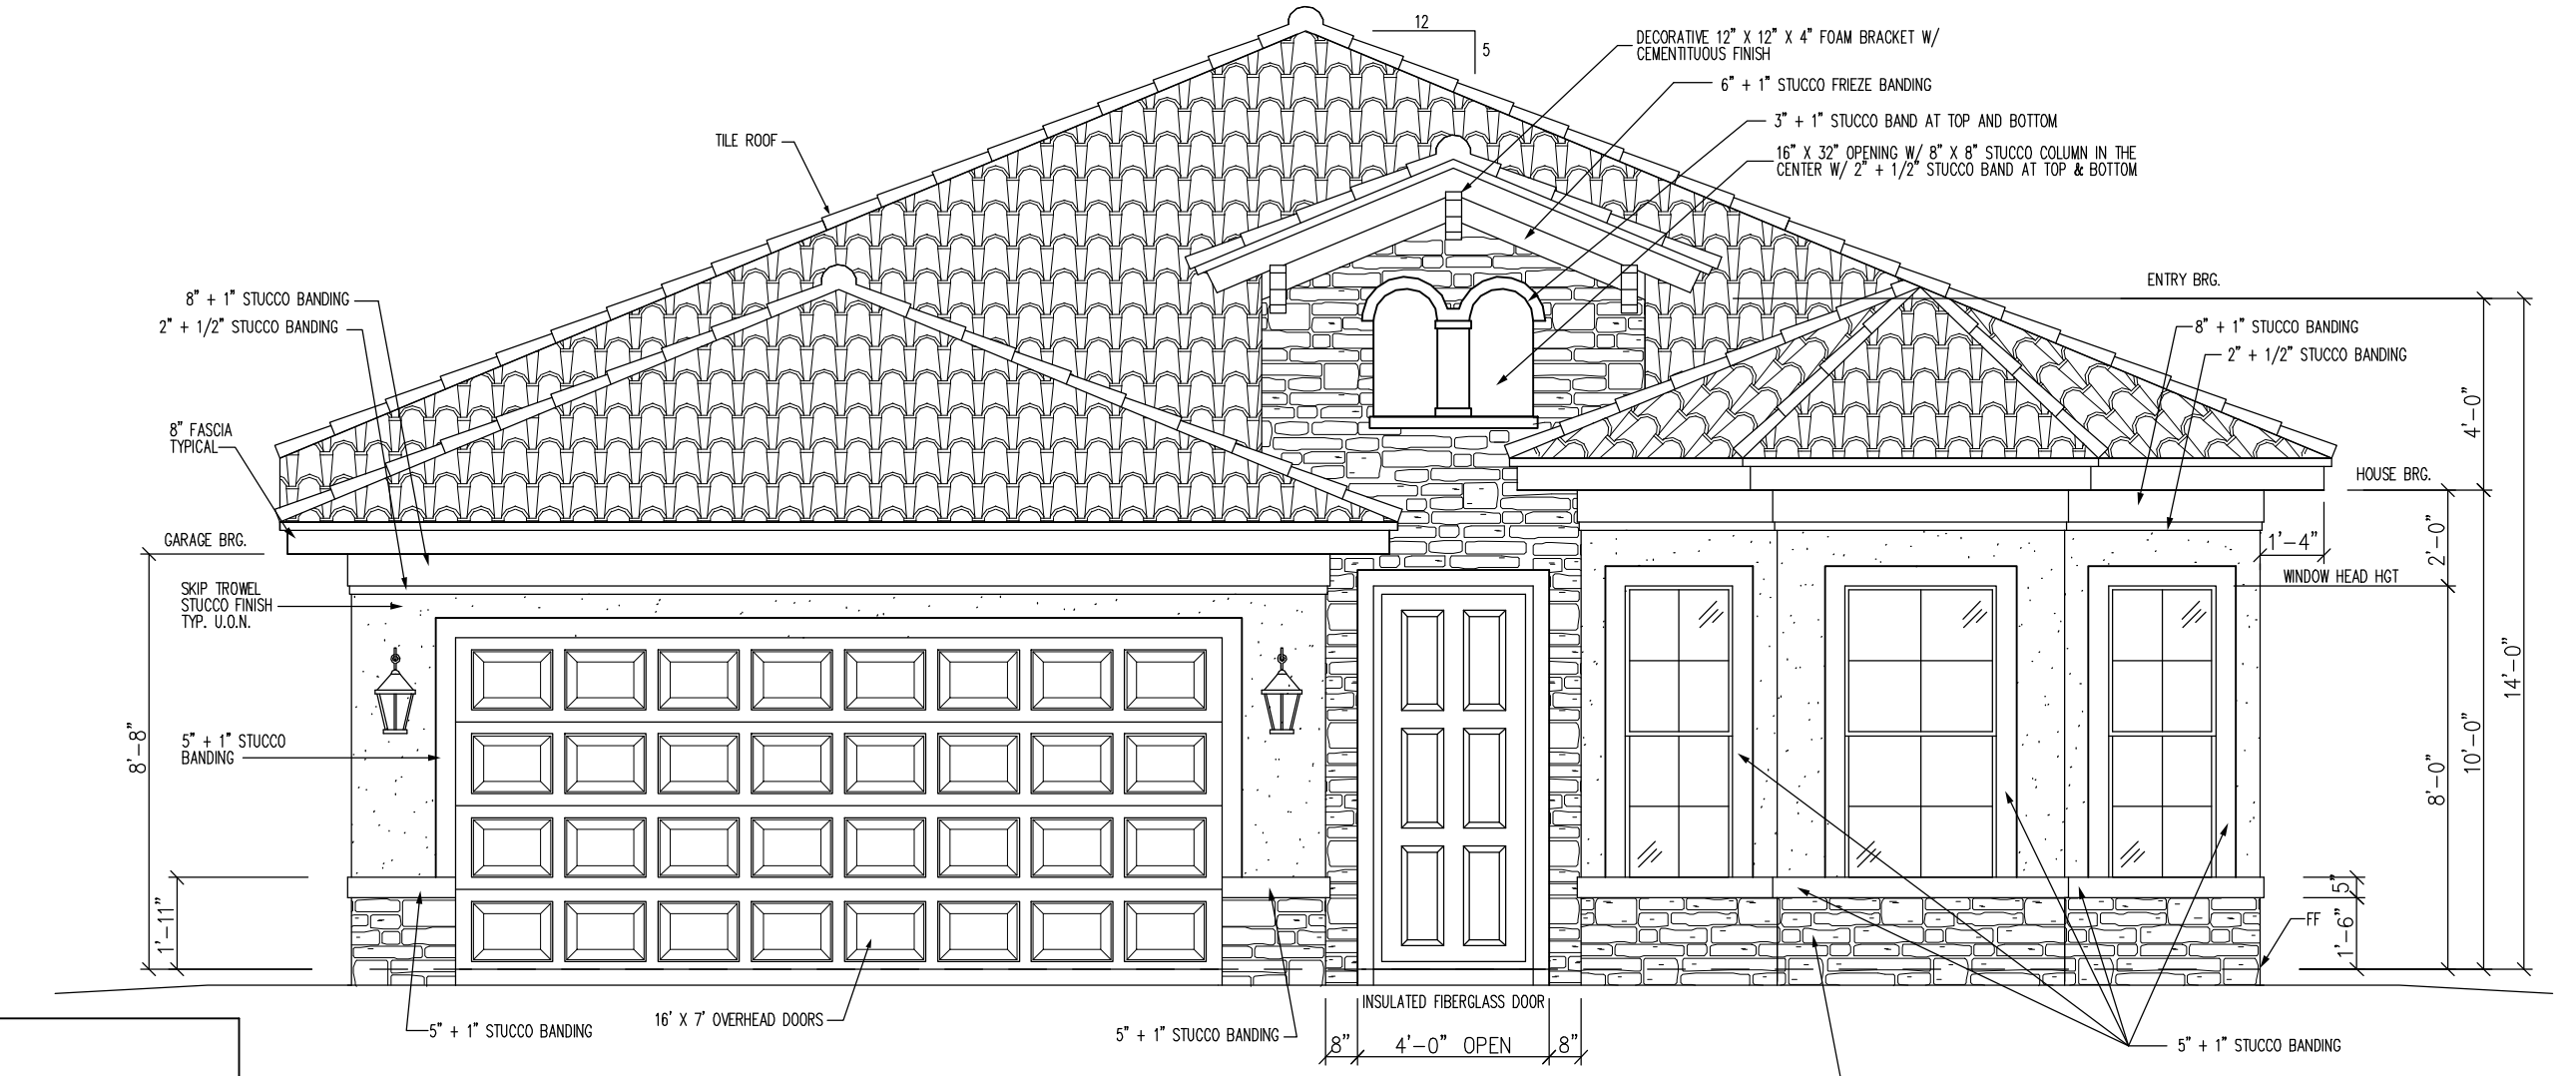 12
5
DECORATIVE 12" X 12" X 4" FOAM BRACKET W/
CEMENTITUOUS FINISH
6" + 1" STUCCO FRIEZE BANDING
3" + 1" STUCCO BAND AT TOP AND BOTTOM
16" X 32" OPENING W/ 8" X 8" STUCCO COLUMN IN THE
CENTER W/ 2" + 1/2" STUCCO BAND AT TOP & BOTTOM
TILE ROOF
8" + 1" STUCCO BANDING
2" + 1/2" STUCCO BANDING
8" FASCIA
TYPICAL
GARAGE BRG.
SKIP TROWEL
STUCCO FINISH
TYP. U.O.N.
8'-8"
5" + 1" STUCCO
BANDING
1'-11"
ENTRY BRG.
8" + 1" STUCCO BANDING
2" + 1/2" STUCCO BANDING
4'-0"
HOUSE BRG.
1'-4"
2'-0"
WINDOW HEAD HGT
14'-0"
10'-0"
8'-0"
5"
1'-6"
FF
5" + 1" STUCCO BANDING
16' X 7' OVERHEAD DOORS
5" + 1" STUCCO BANDING
INSULATED FIBERGLASS DOOR
8"
4'-0" OPEN
8"
5" + 1" STUCCO BANDING